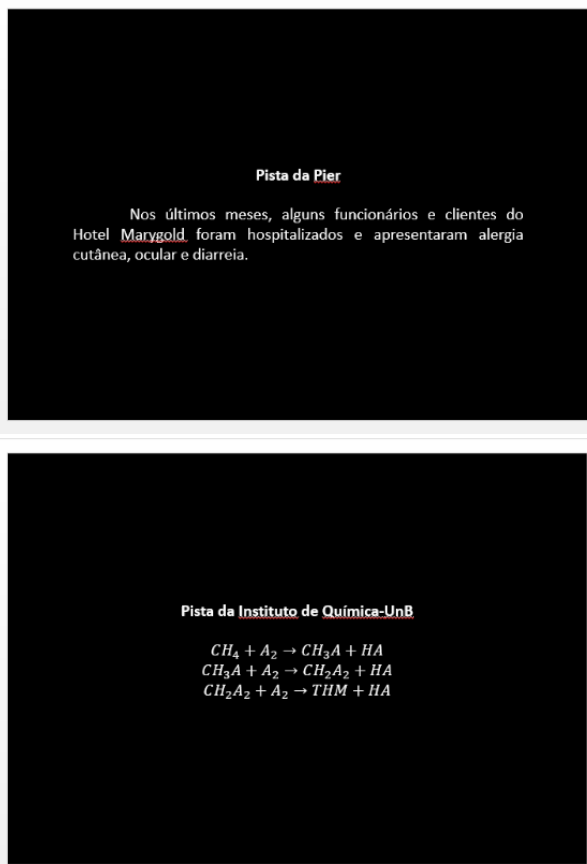 Pista da Pier
Nos últimos meses, alguns funcionários e clientes do
Hotel Marygold foram hospitalizados e apresentaram alergia
cutânea, ocular e diarreia.
Pista da Instituto de Química-UnB
CH₄ + A₂ → CH₃A + HA
CH₃A + A₂ → CH₂A₂ + HA
CH₂A₂ + A₂ → THM + HA